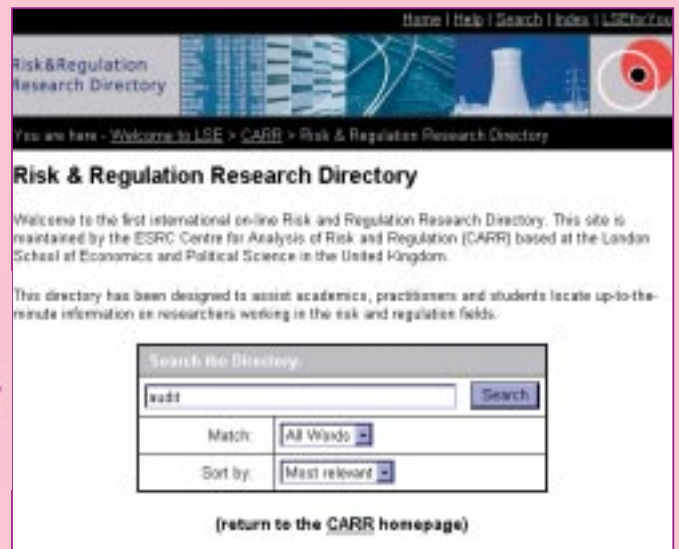 Home | Help | Search | Index | LSEforYou
Risk&Regulation
Research Directory
You are here - Welcome to LSE > CARR > Risk & Regulation Research Directory
Risk & Regulation Research Directory
Welcome to the first international on-line Risk and Regulation Research Directory. This site is
maintained by the ESRC Centre for Analysis of Risk and Regulation (CARR) based at the London
School of Economics and Political Science in the United Kingdom.
This directory has been designed to assist academics, practitioners and students locate up-to-the-
minute information on researchers working in the risk and regulation fields.
Search the Directory:
audit
Search
Match: All Words
Sort by: Most relevant
(return to the CARR homepage)